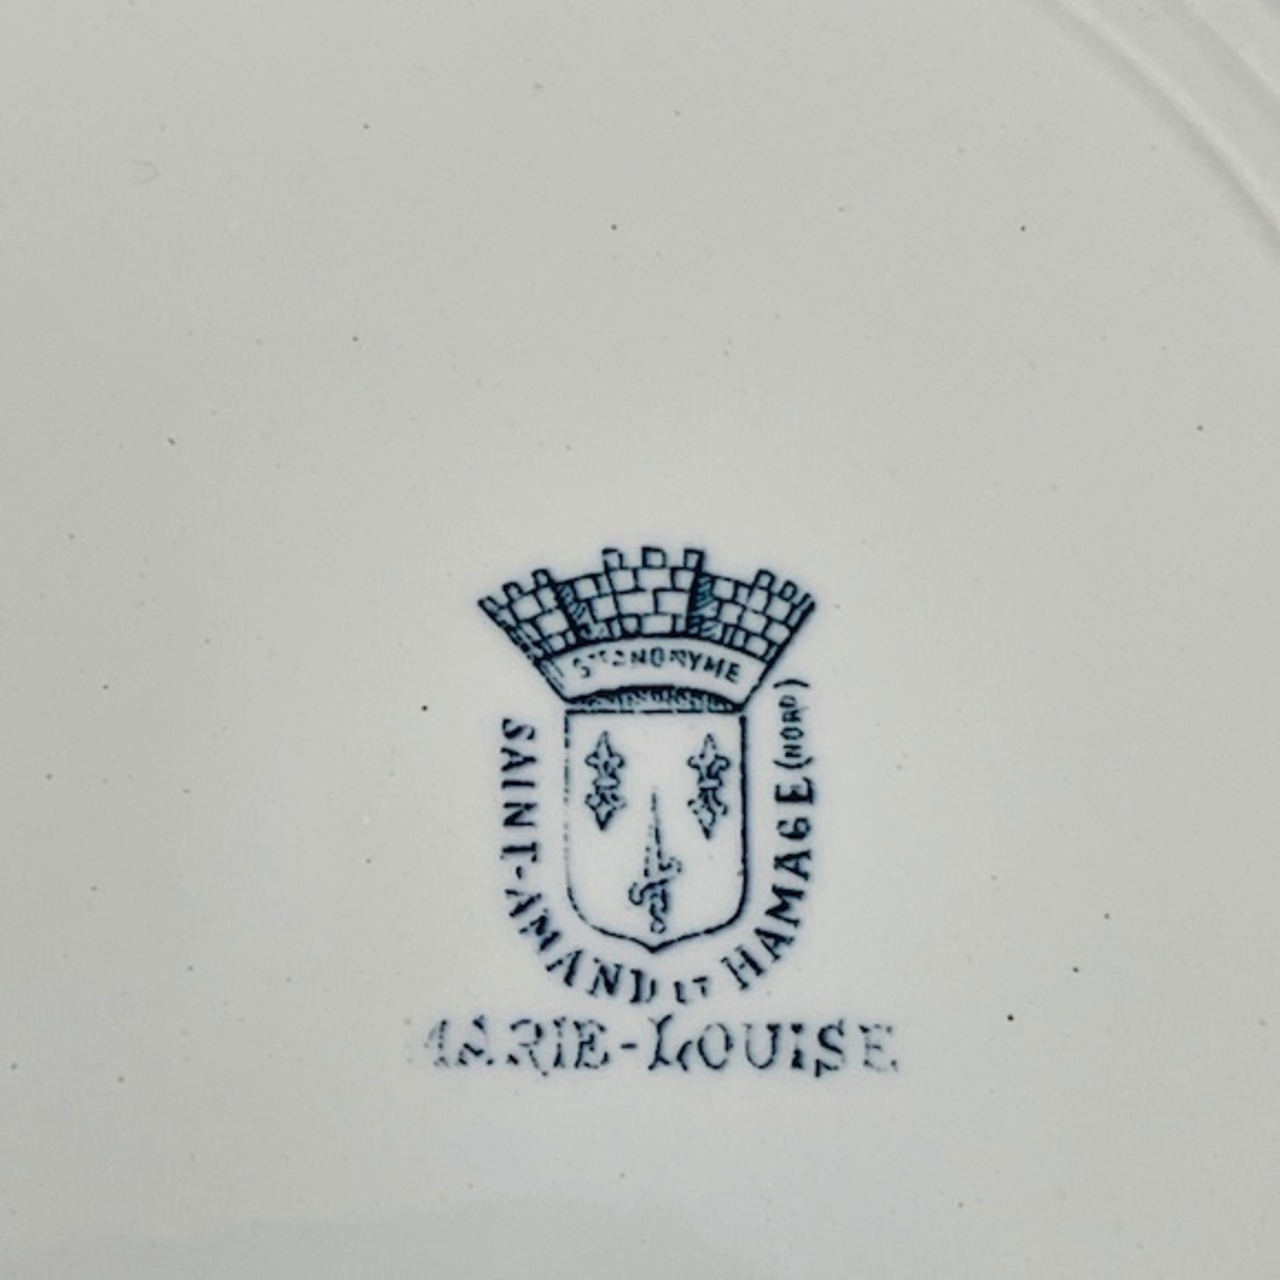 Sté ANONYME
SAINT-AMAND ET HAMAGE (NORD)
MARIE-LOUISE